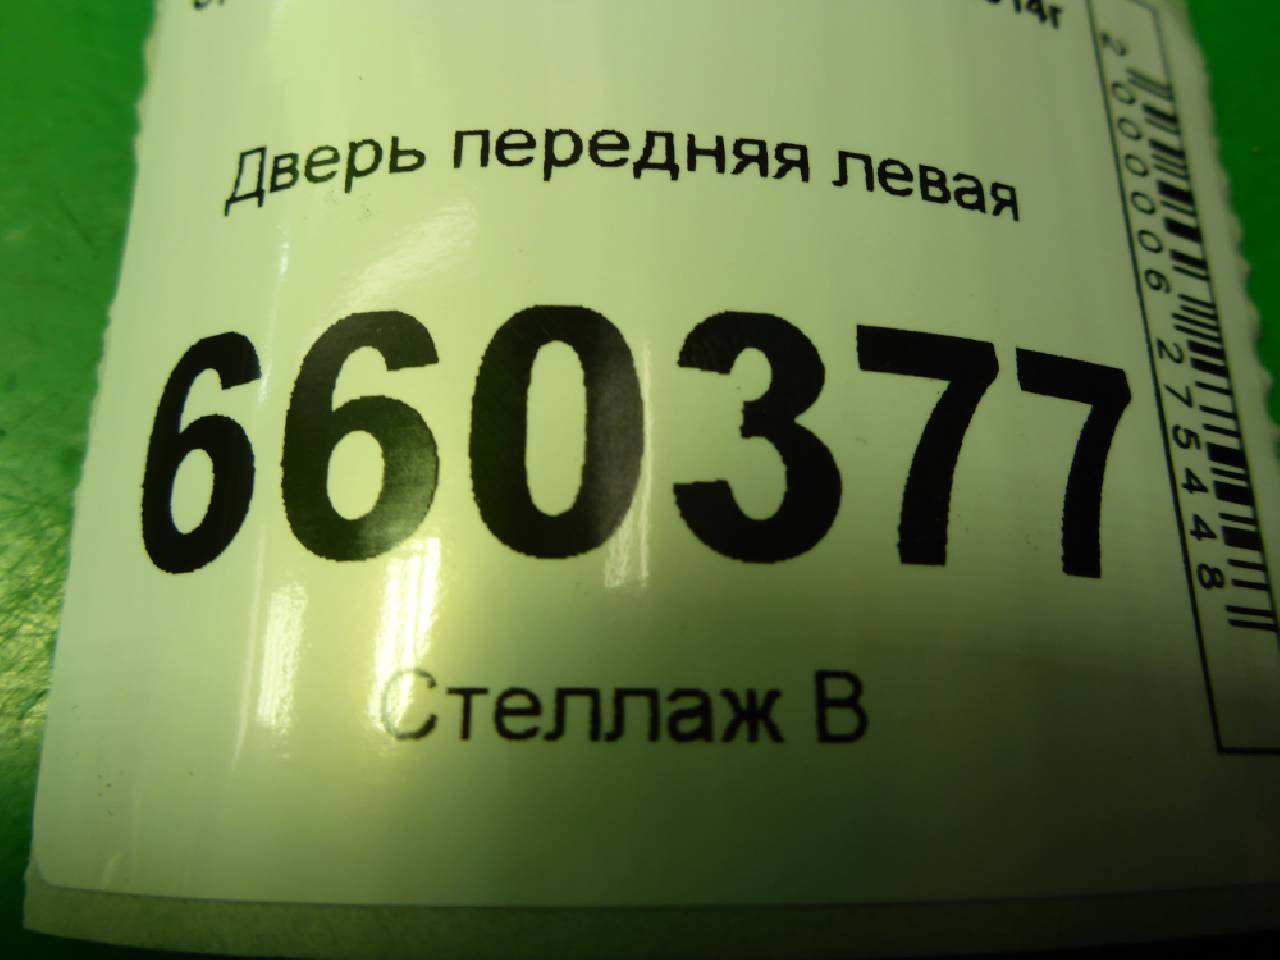 Дверь передняя левая
660377
Стеллаж В
2000006275448